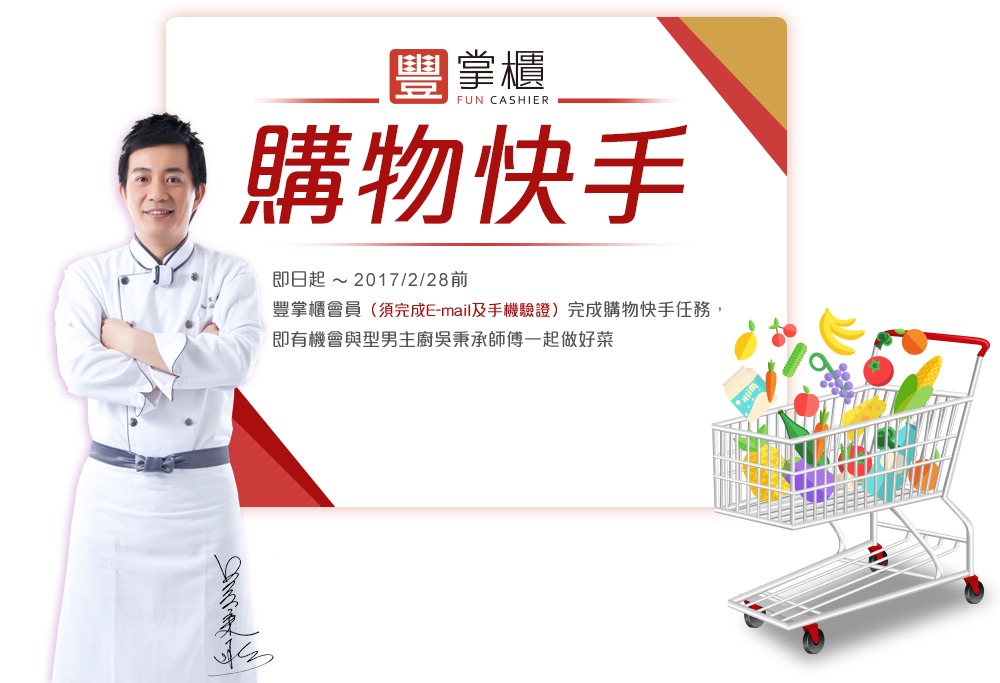 豐 掌櫃
FUN CASHIER
購物快手
即日起 ～ 2017/2/28前
豐掌櫃會員（須完成E-mail及手機驗證）完成購物快手任務，
即有機會與型男主廚吳秉承師傅一起做好菜
吳秉承